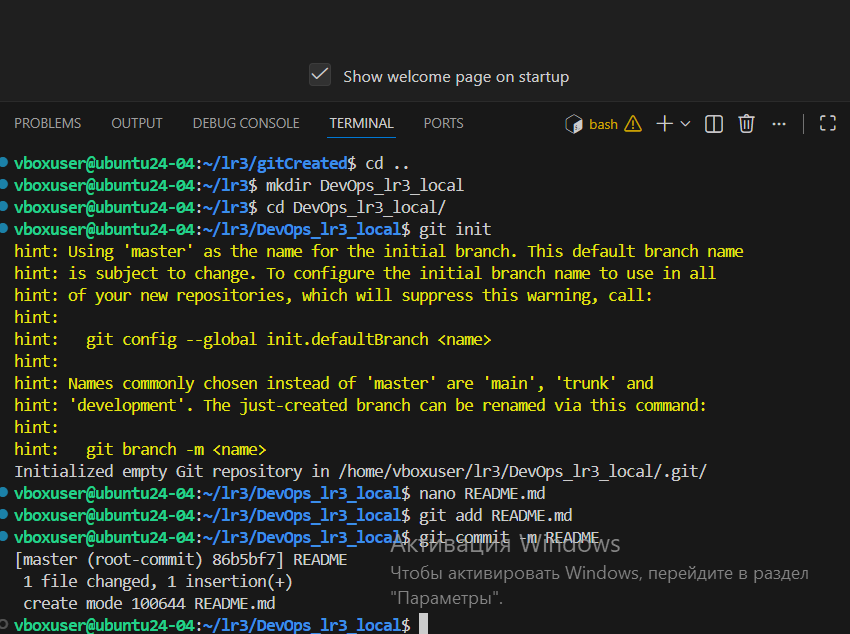 Show welcome page on startup
PROBLEMS OUTPUT DEBUG CONSOLE TERMINAL PORTS bash
vboxuser@ubuntu24-04:~/lr3/gitCreated$ cd ..
vboxuser@ubuntu24-04:~/lr3$ mkdir DevOps_lr3_local
vboxuser@ubuntu24-04:~/lr3$ cd DevOps_lr3_local/
vboxuser@ubuntu24-04:~/lr3/DevOps_lr3_local$ git init
hint: Using 'master' as the name for the initial branch. This default branch name
hint: is subject to change. To configure the initial branch name to use in all
hint: of your new repositories, which will suppress this warning, call:
hint:
hint:   git config --global init.defaultBranch <name>
hint:
hint: Names commonly chosen instead of 'master' are 'main', 'trunk' and
hint: 'development'. The just-created branch can be renamed via this command:
hint:
hint:   git branch -m <name>
Initialized empty Git repository in /home/vboxuser/lr3/DevOps_lr3_local/.git/
vboxuser@ubuntu24-04:~/lr3/DevOps_lr3_local$ nano README.md
vboxuser@ubuntu24-04:~/lr3/DevOps_lr3_local$ git add README.md
vboxuser@ubuntu24-04:~/lr3/DevOps_lr3_local$ git commit -m README
[master (root-commit) 86b5bf7] README
 1 file changed, 1 insertion(+)
 create mode 100644 README.md
vboxuser@ubuntu24-04:~/lr3/DevOps_lr3_local$
Активация Windows
Чтобы активировать Windows, перейдите в раздел
"Параметры".